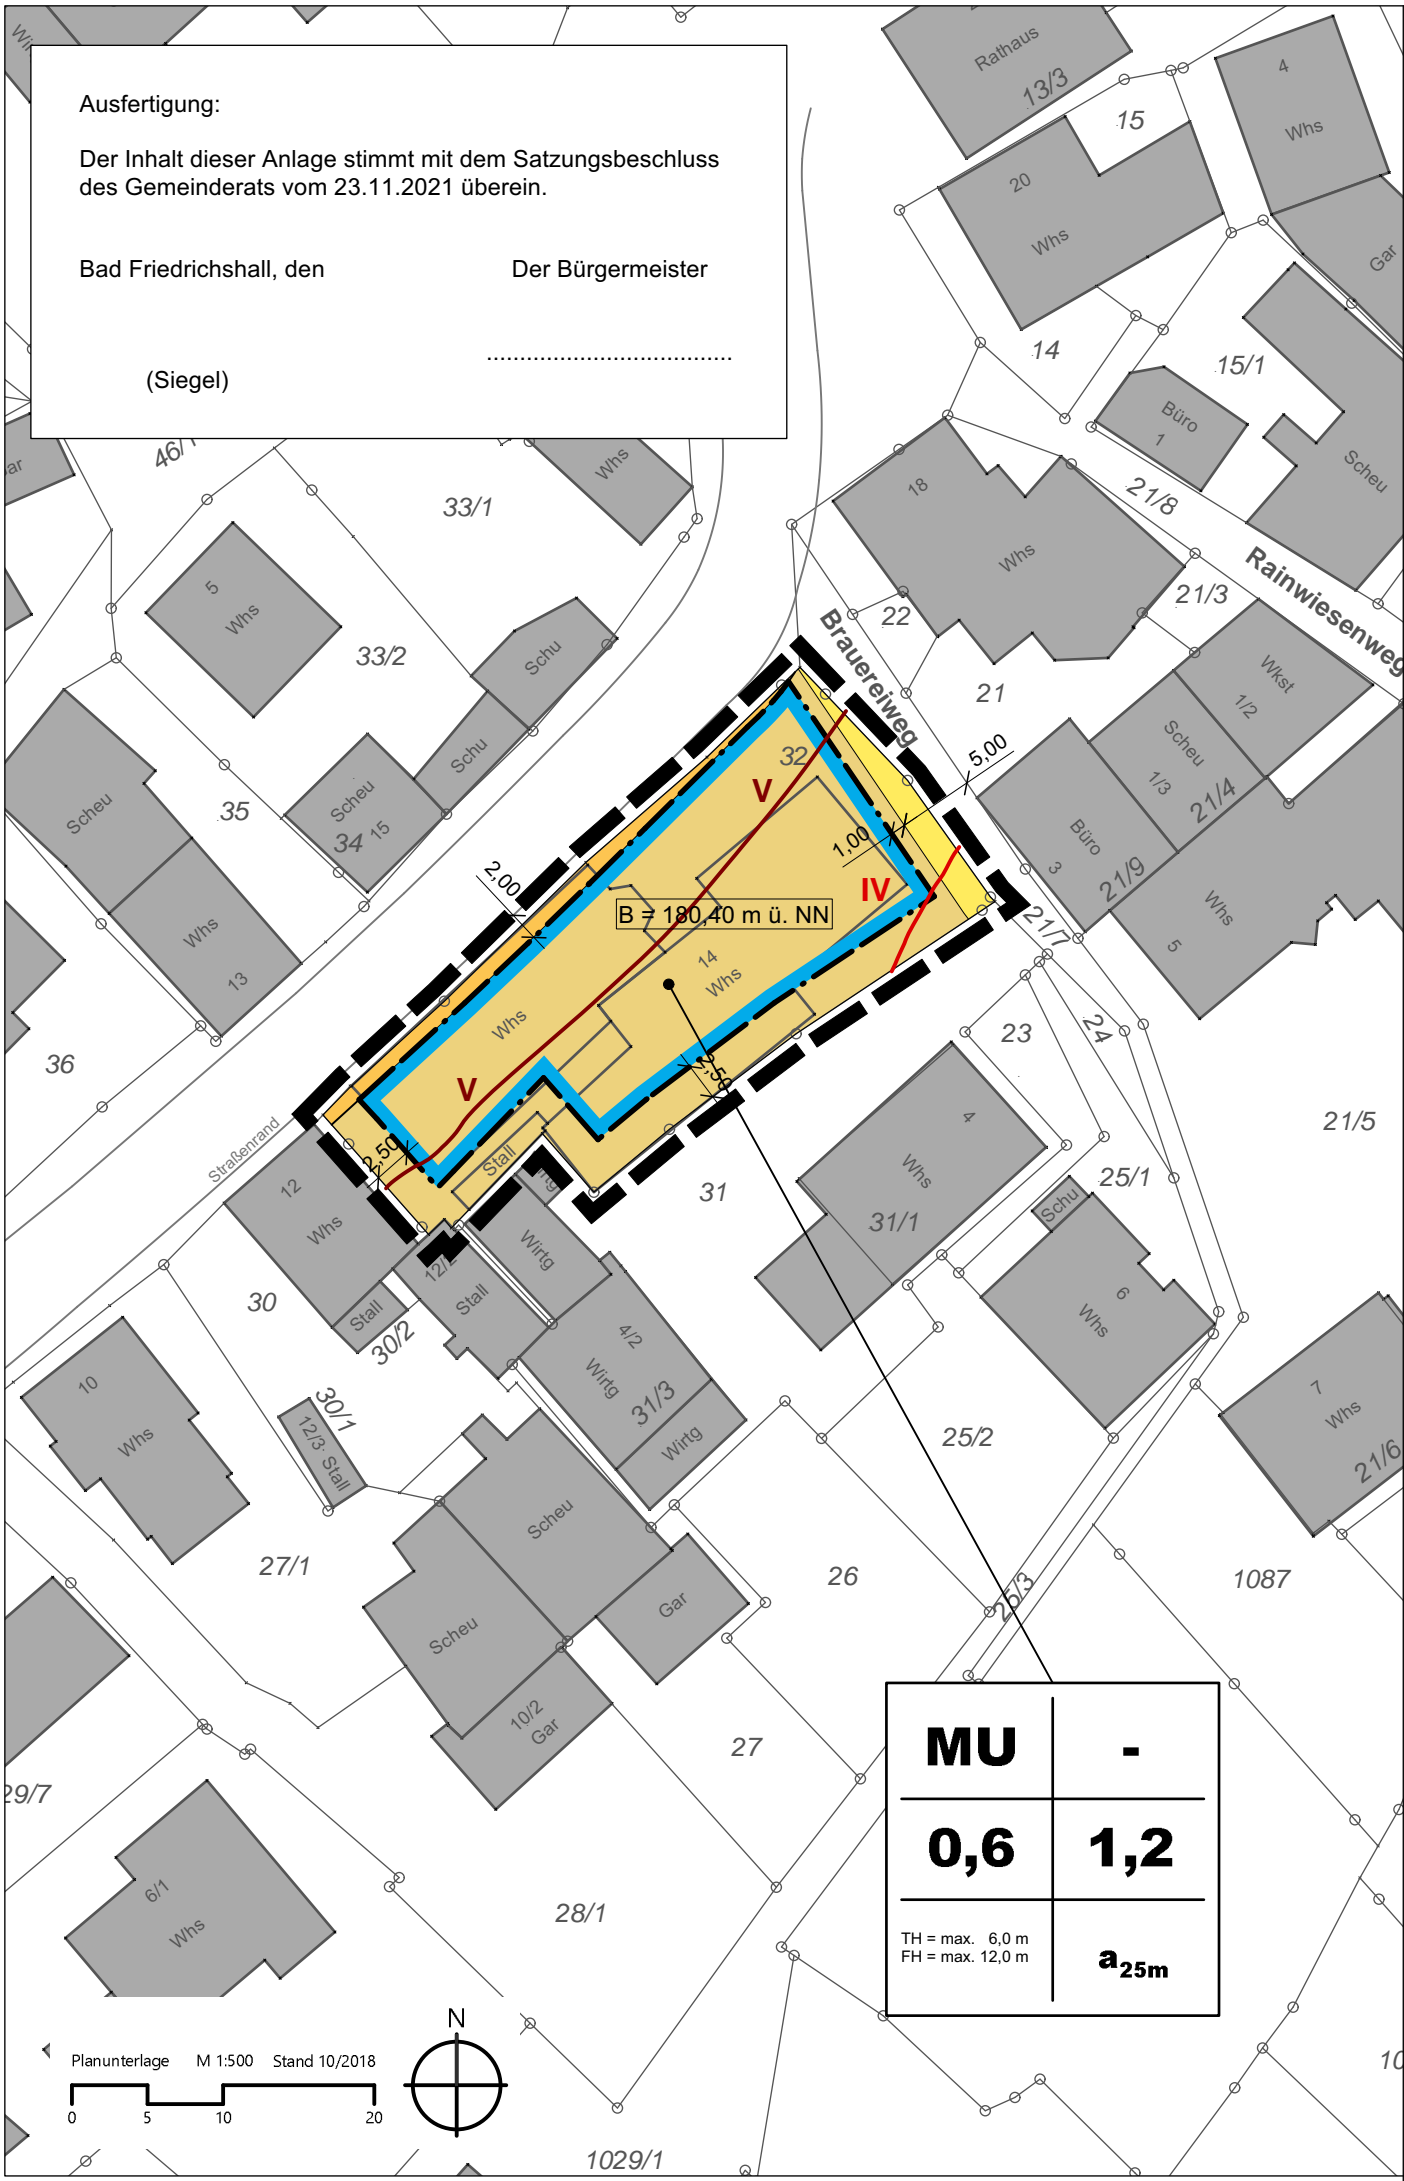 Ausfertigung:
Der Inhalt dieser Anlage stimmt mit dem Satzungsbeschluss
des Gemeinderats vom 23.11.2021 überein.
Bad Friedrichshall, den
Der Bürgermeister
.....................................
(Siegel)
Rathaus
13/3
15
4
Whs
20
Whs
Gar
14
15/1
Büro
1
Scheu
46/1
33/1
Whs
18
Whs
21/8
Rainwiesenweg
5
Whs
33/2
Schu
Schu
22
21/3
Brauereiweg
21
Wkst
1/2
Scheu
1/3
21/4
Scheu
35
Scheu
15
34
32
V
5,00
1,00
IV
Büro
3
21/9
Whs
5
21/7
2,00
B = 180,40 m ü. NN
14
Whs
Whs
Whs
13
36
V
2,50
2,50
Stall
23
24
21/5
Straßenrand
12
Whs
4
Whs
31/1
31
25/1
Schu
6
Whs
Wirtg
12/2
Stall
30
Stall
30/2
4/2
Wirtg
31/3
Wirtg
10
Whs
30/1
12/3: Stall
25/2
7
Whs
21/6
Scheu
27/1
Scheu
Gar
26
25/3
1087
10/2
Gar
27
29/7
6/1
Whs
28/1
MU
-
0,6
1,2
TH = max. 6,0 m
FH = max. 12,0 m
a25m
N
Planunterlage M 1:500 Stand 10/2018
0 5 10 20
1029/1
10